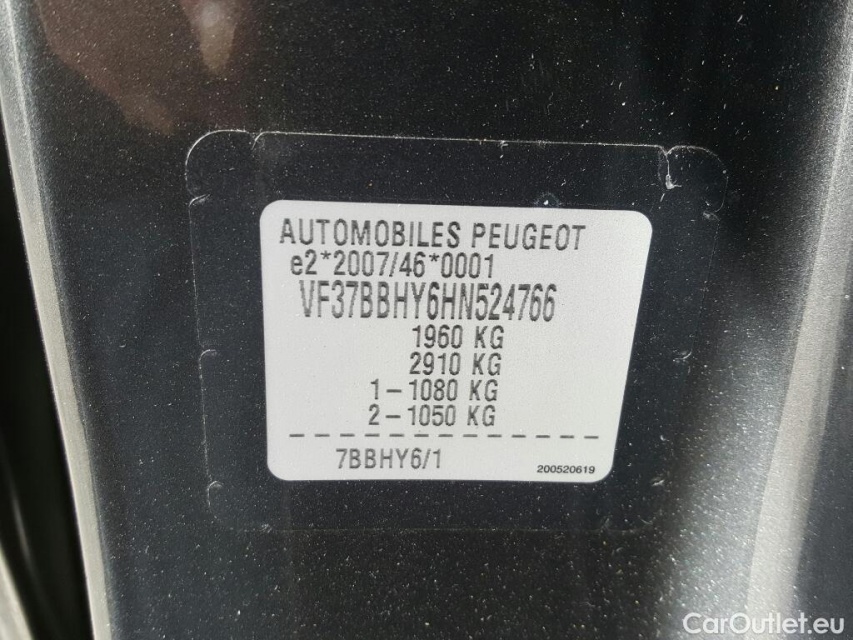 AUTOMOBILES PEUGEOT
e2*2007/46*0001
VF37BBHY6HN524766
1960 KG
2910 KG
1-1080 KG
2-1050 KG
7BBHY6/1
200520619
CarOutlet.eu